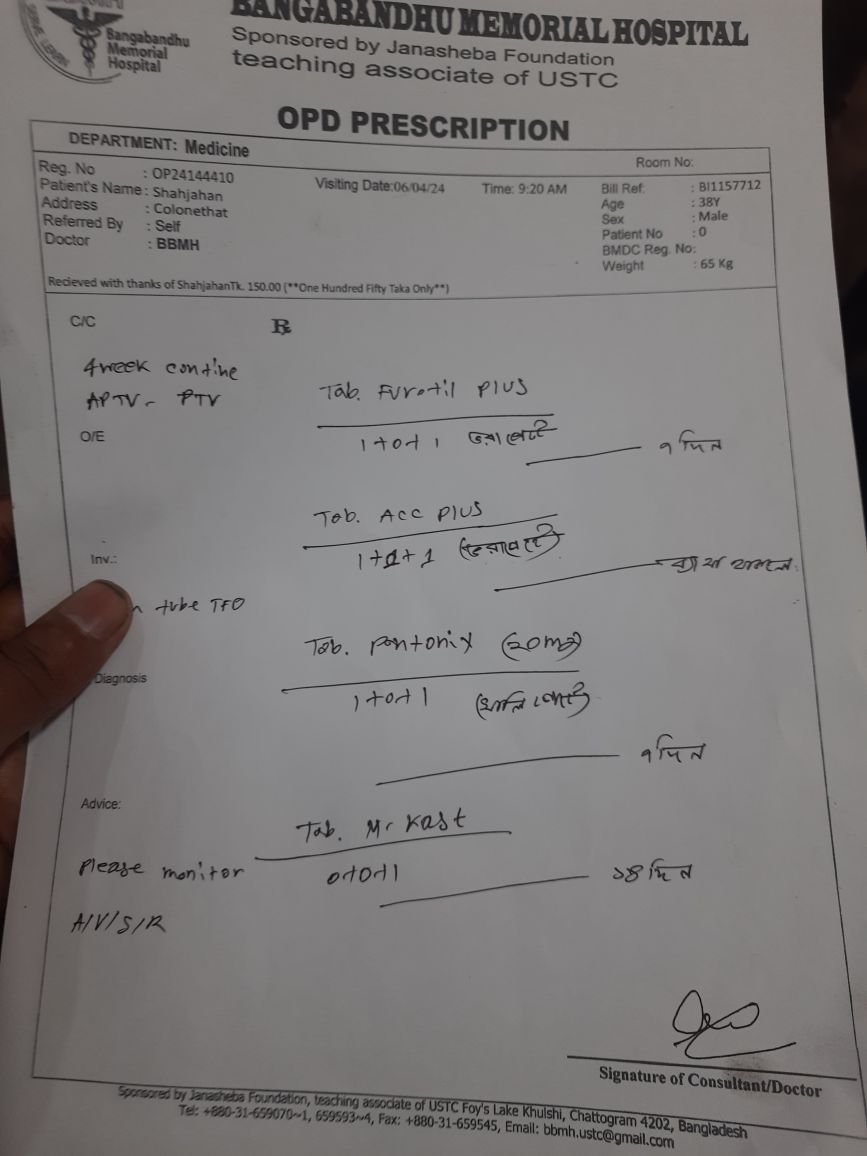 BANGABANDHU MEMORIAL HOSPITAL
Sponsored by Janasheba Foundation
teaching associate of USTC
Bangabandhu
Memorial
Hospital
OPD PRESCRIPTION
DEPARTMENT: Medicine
Room No:
Reg. No : OP24144410
Visiting Date:06/04/24 Time: 9:20 AM
Bill Ref: : BI1157712
Patient's Name : Shahjahan
Age : 38Y
Address : Colonethat
Sex : Male
Referred By : Self
Patient No : 0
Doctor : BBMH
BMDC Reg. No:
Weight : 65 Kg
Recieved with thanks of ShahjahanTk. 150.00 (**One Hundred Fifty Taka Only**)
C/C
Rx
4week contine
APTV - PTV
Tab. Furotil Plus
O/E
1+0+1 ভরা পেটে ৭ দিন
Tab. Acc Plus
1+1+1 (ভরা পেটে)
Inv.:
tube TFO
Tab. Pantonix (20mg)
Diagnosis
1+0+1 (খালি পেটে)
৭ দিন
Advice:
Tab. M. Kast
Please monitor
0+0+1 ১৪ দিন
A/V/S/R
Signature of Consultant/Doctor
Sponsored by Janasheba Foundation, teaching associate of USTC Foy's Lake Khulshi, Chattogram 4202, Bangladesh
Tel: +880-31-659070~1, 659593~4, Fax: +880-31-659545, Email: bbmh.ustc@gmail.com